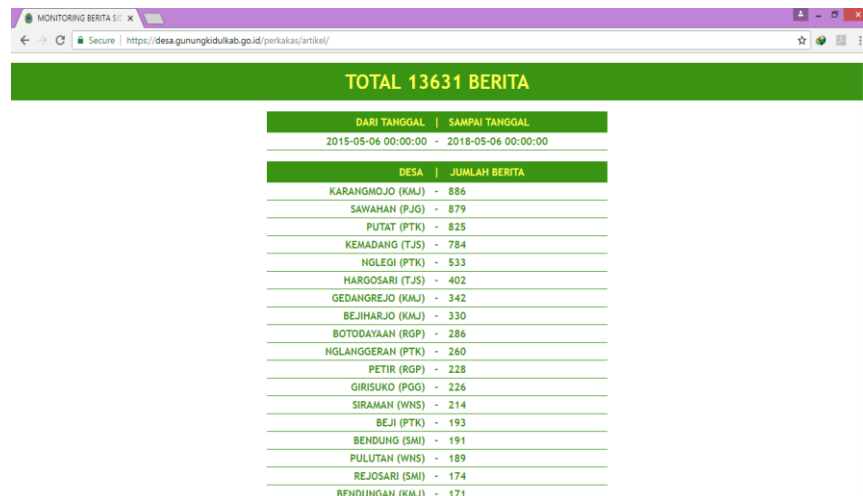 MONITORING BERITA SI
Secure | https://desa.gunungkidulkab.go.id/perkakas/artikel/
TOTAL 13631 BERITA
DARI TANGGAL | SAMPAI TANGGAL
2015-05-06 00:00:00 - 2018-05-06 00:00:00
DESA | JUMLAH BERITA
KARANGMOJO (KMJ) - 886
SAWAHAN (PJG) - 879
PUTAT (PTK) - 825
KEMADANG (TJS) - 784
NGLEGI (PTK) - 533
HARGOSARI (TJS) - 402
GEDANGREJO (KMJ) - 342
BEJIHARJO (KMJ) - 330
BOTODAYAAN (RGP) - 286
NGLANGGERAN (PTK) - 260
PETIR (RGP) - 228
GIRISUKO (PGG) - 226
SIRAMAN (WNS) - 214
BEJI (PTK) - 193
BENDUNG (SMI) - 191
PULUTAN (WNS) - 189
REJOSARI (SMI) - 174
BENDUNGAN (KMJ) - 171